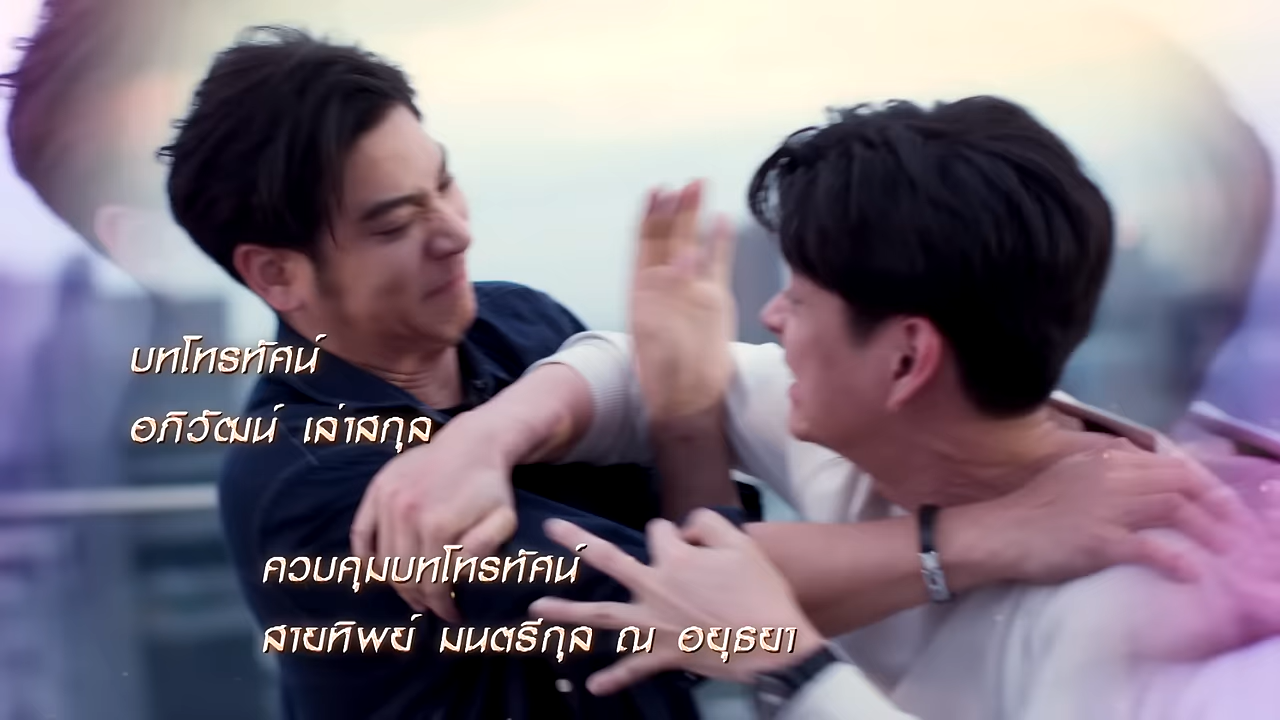 บทโทรทัศน์
อภิวัฒน์ เล่าสกุล
ควบคุมบทโทรทัศน์
สายทิพย์ มนตรีกุล ณ อยุธยา